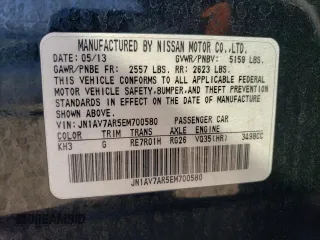 MANUFACTURED BY NISSAN MOTOR CO.,LTD.
DATE: 05/13 GVWR/PNBV: 5159 LBS.
GAWR/PNBE FR: 2557 LBS. RR: 2623 LBS.
THIS VEHICLE CONFORMS TO ALL APPLICABLE FEDERAL
MOTOR VEHICLE SAFETY,BUMPER,AND THEFT PREVENTION
STANDARDS IN EFFECT ON THE DATE OF MANUFACTURE
SHOWN ABOVE.
VIN: JN1AV7AR5EM700580 PASSENGER CAR
COLOR TRIM TRANS AXLE ENGINE
KH3 G RE7R01H RG26 VQ35(HR) 3498CC
JN1AV7AR5EM700580